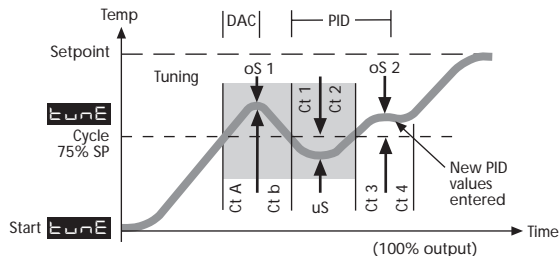 Temp
DAC
PID
Setpoint
Tuning
oS 1
Ct 1
Ct 2
oS 2
tunE
Cycle
75% SP
New PID
values
entered
Ct A
Ct b
uS
Ct 3
Ct 4
Start tunE
Time
(100% output)